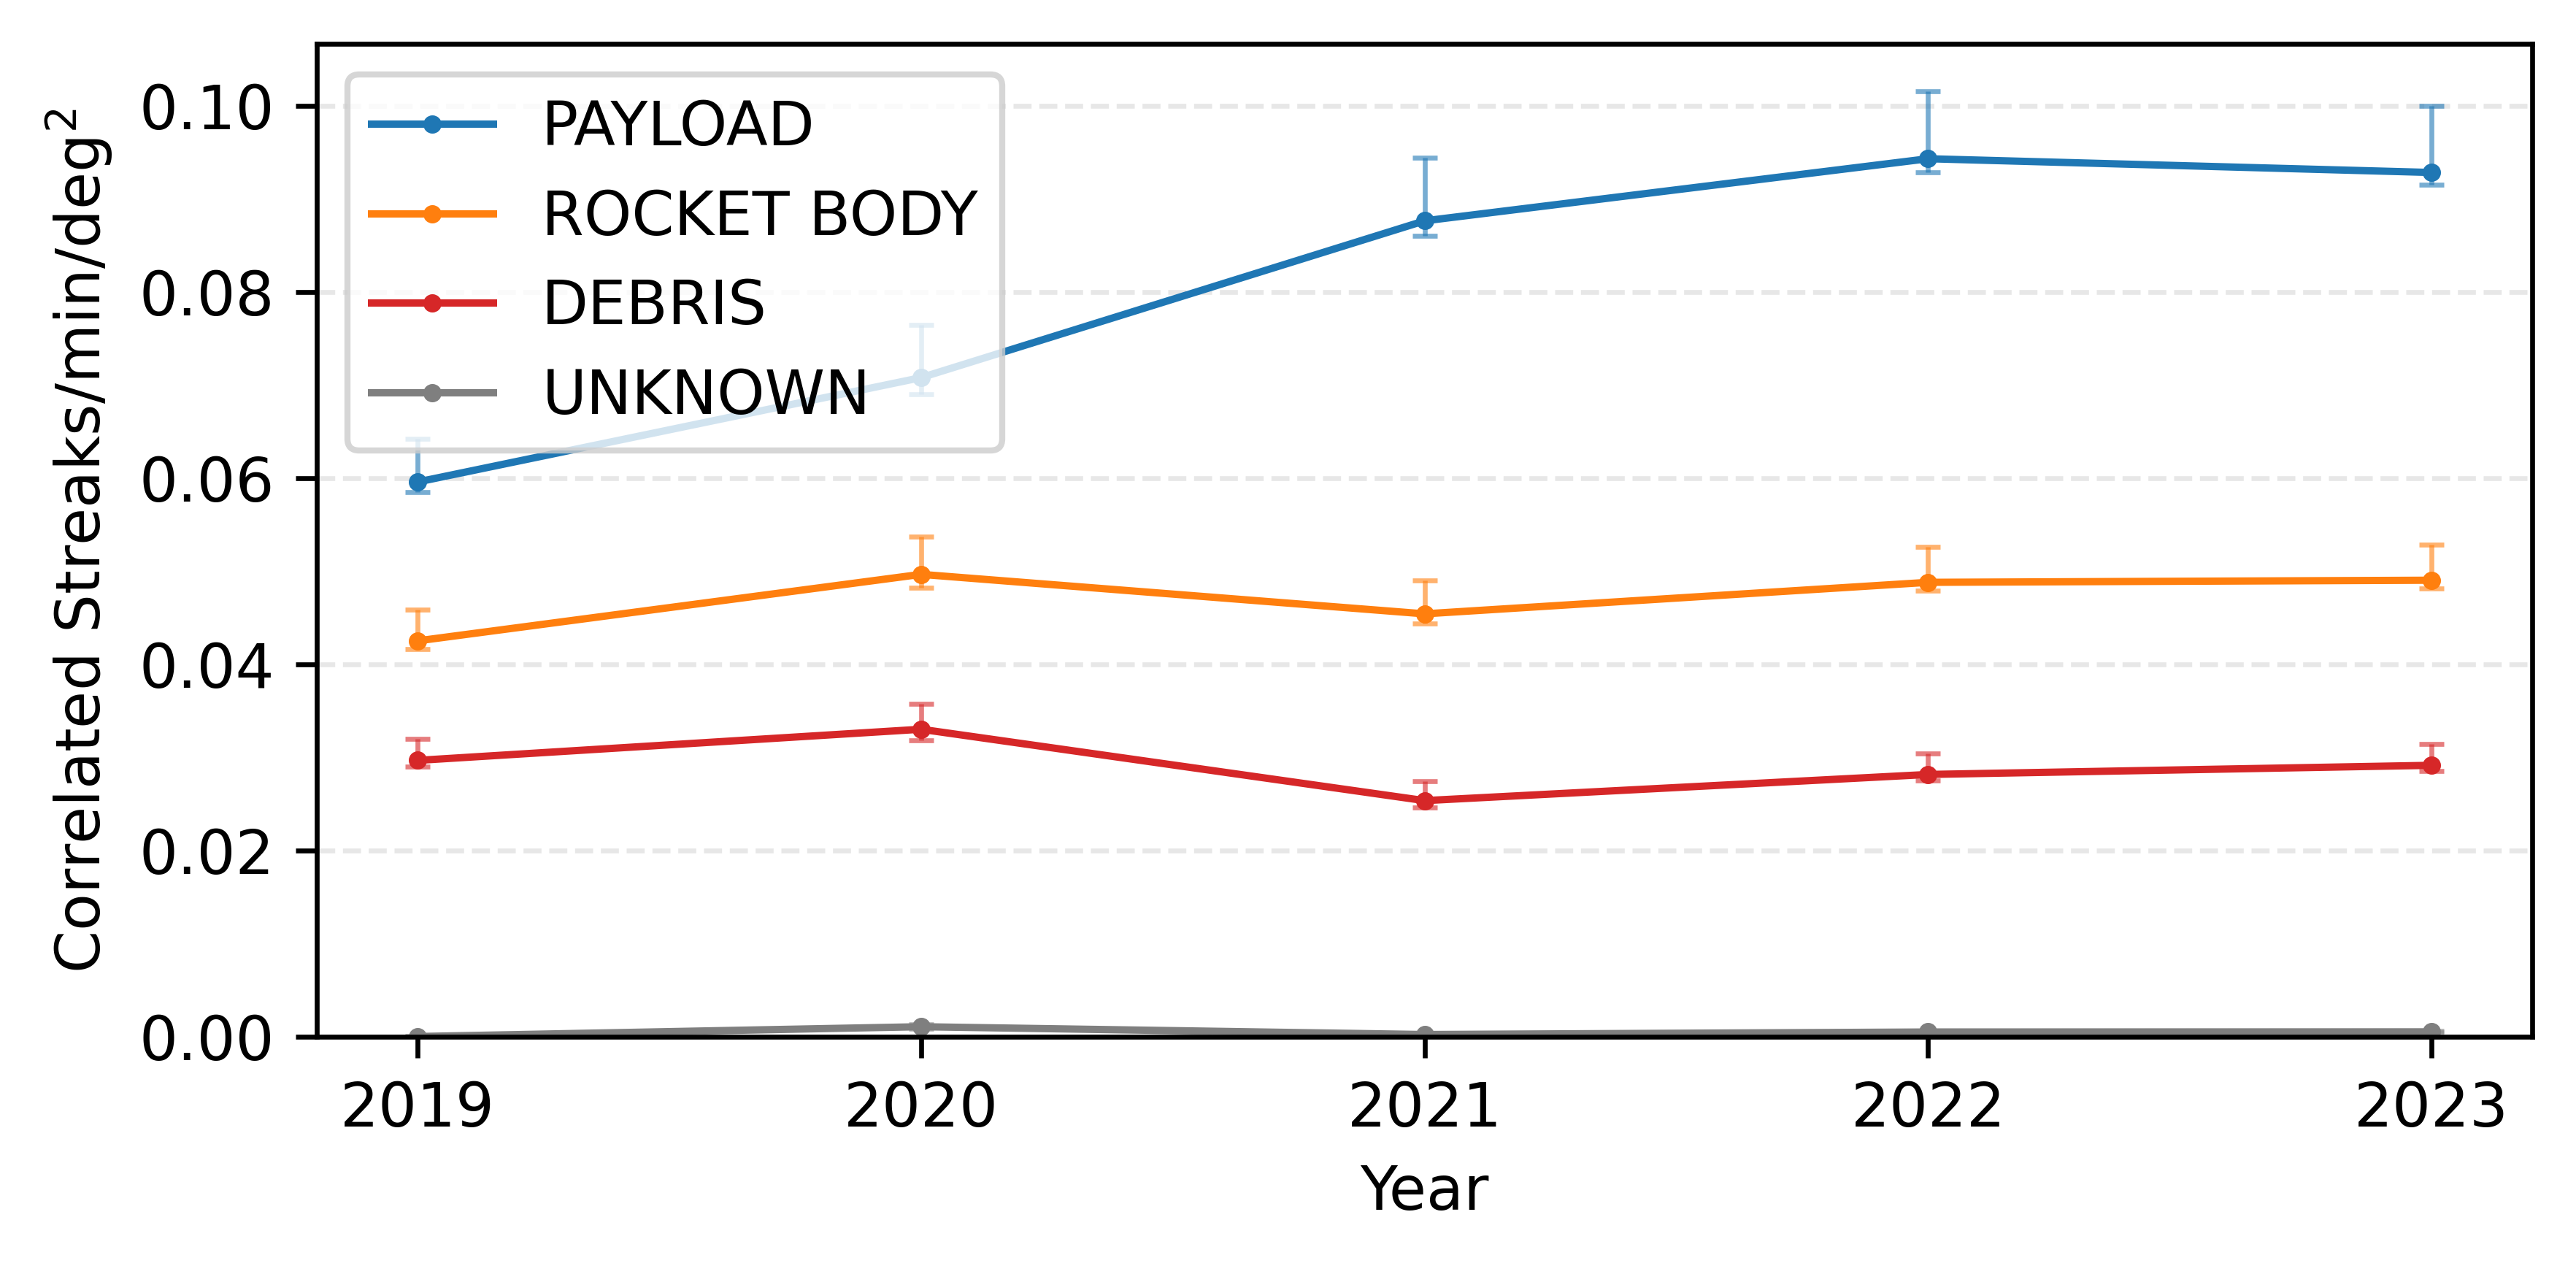 Correlated Streaks/min/deg²
0.10
0.08
0.06
0.04
0.02
0.00
PAYLOAD
ROCKET BODY
DEBRIS
UNKNOWN
2019 2020 2021 2022 2023
Year